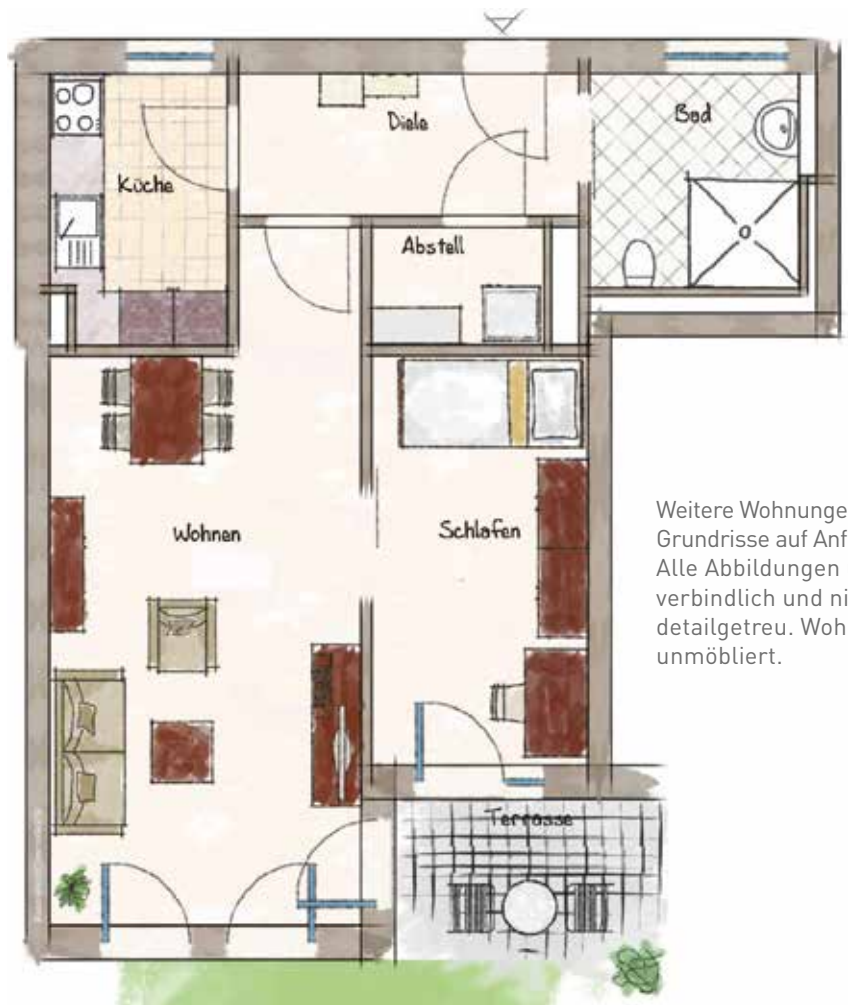 Diele
Bad
Küche
Abstell
Wohnen
Schlafen
Weitere Wohnunge
Grundrisse auf Anf
Alle Abbildungen
verbindlich und ni
detailgetreu. Woh
unmöbliert.
Terrasse